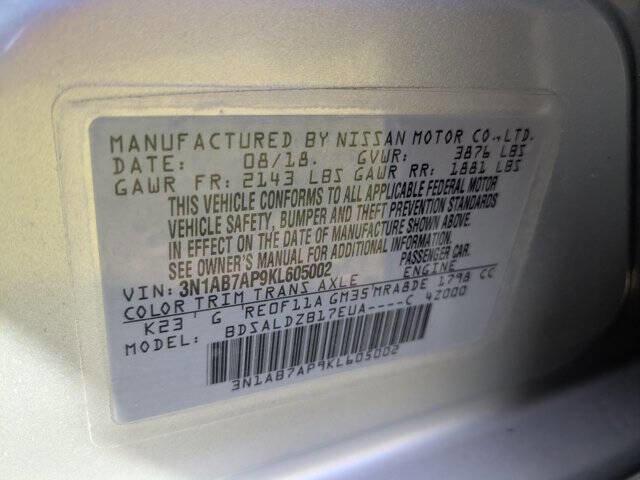 MANUFACTURED BY NISSAN MOTOR CO.,LTD.
DATE: 08/18. GVWR: 3876 LBS
GAWR FR: 2143 LBS GAWR RR: 1881 LBS
THIS VEHICLE CONFORMS TO ALL APPLICABLE FEDERAL MOTOR
VEHICLE SAFETY, BUMPER AND THEFT PREVENTION STANDARDS
IN EFFECT ON THE DATE OF MANUFACTURE SHOWN ABOVE.
SEE OWNER'S MANUAL FOR ADDITIONAL INFORMATION.
VIN: 3N1AB7AP9KL605002 PASSENGER CAR.
COLOR TRIM TRANS AXLE ENGINE
K23 G RE0F11A GM35 MRA8DE 1798 CC
MODEL: BDSALDZB17EUA----C 42000
3N1AB7AP9KL605002